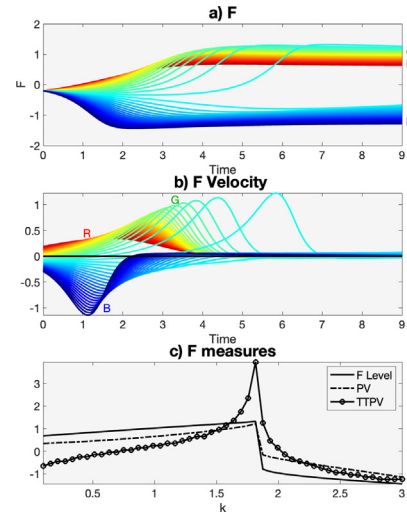 a) F
2
1
0
-1
-2
F
0 1 2 3 4 5 6 7 8 9
Time
b) F Velocity
1
0.5
0
-0.5
-1
R
G
B
0 1 2 3 4 5 6 7 8 9
Time
c) F measures
3
2
1
0
-1
F Level
PV
TTPV
0.5 1 1.5 2 2.5 3
k